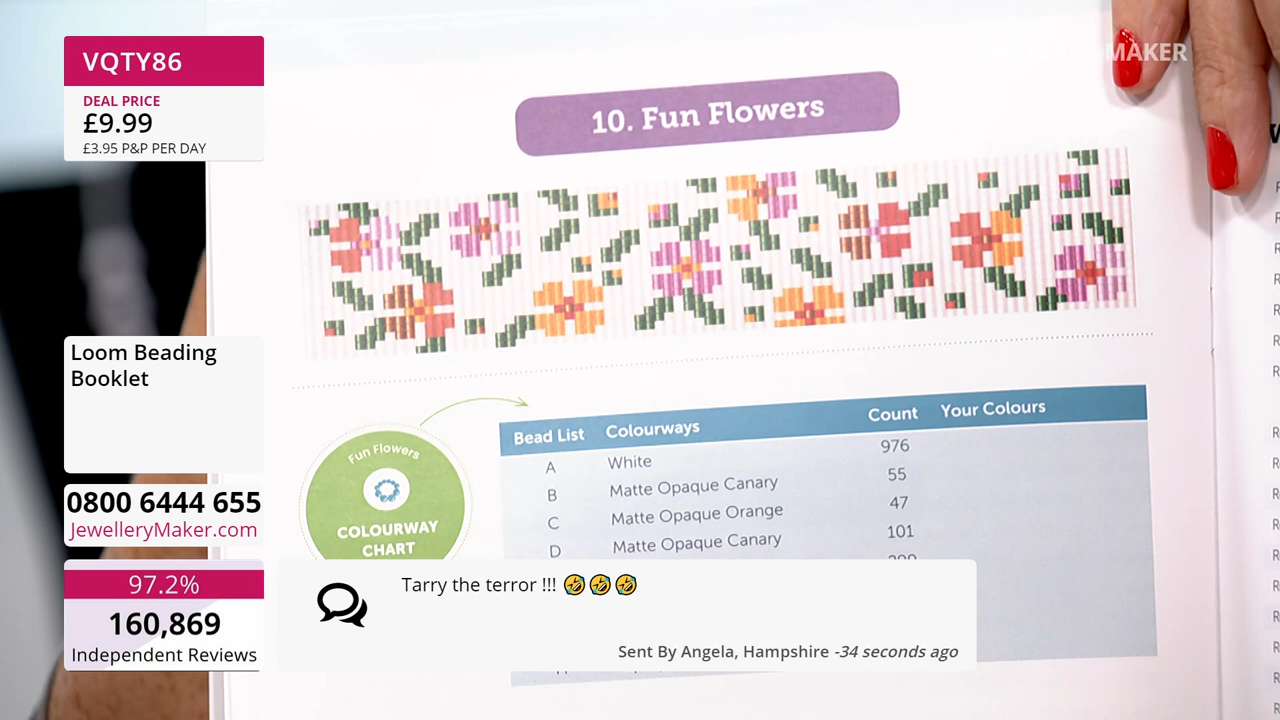 VQTY86
DEAL PRICE
£9.99
£3.95 P&P PER DAY
MAKER
10. Fun Flowers
Loom Beading
Booklet
Bead List Colourways Count Your Colours
A White 976
B Matte Opaque Canary 55
C Matte Opaque Orange 47
D Matte Opaque Canary 101
Fun Flowers
COLOURWAY
CHART
0800 6444 655
JewelleryMaker.com
97.2%
160,869
Independent Reviews
Tarry the terror !!! 🤣🤣🤣
Sent By Angela, Hampshire -34 seconds ago